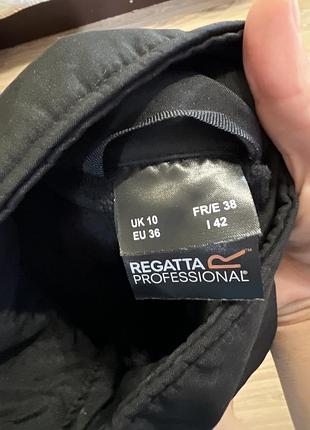 UK 10 FR/E 38
EU 36 I 42
REGATTA
PROFESSIONAL®